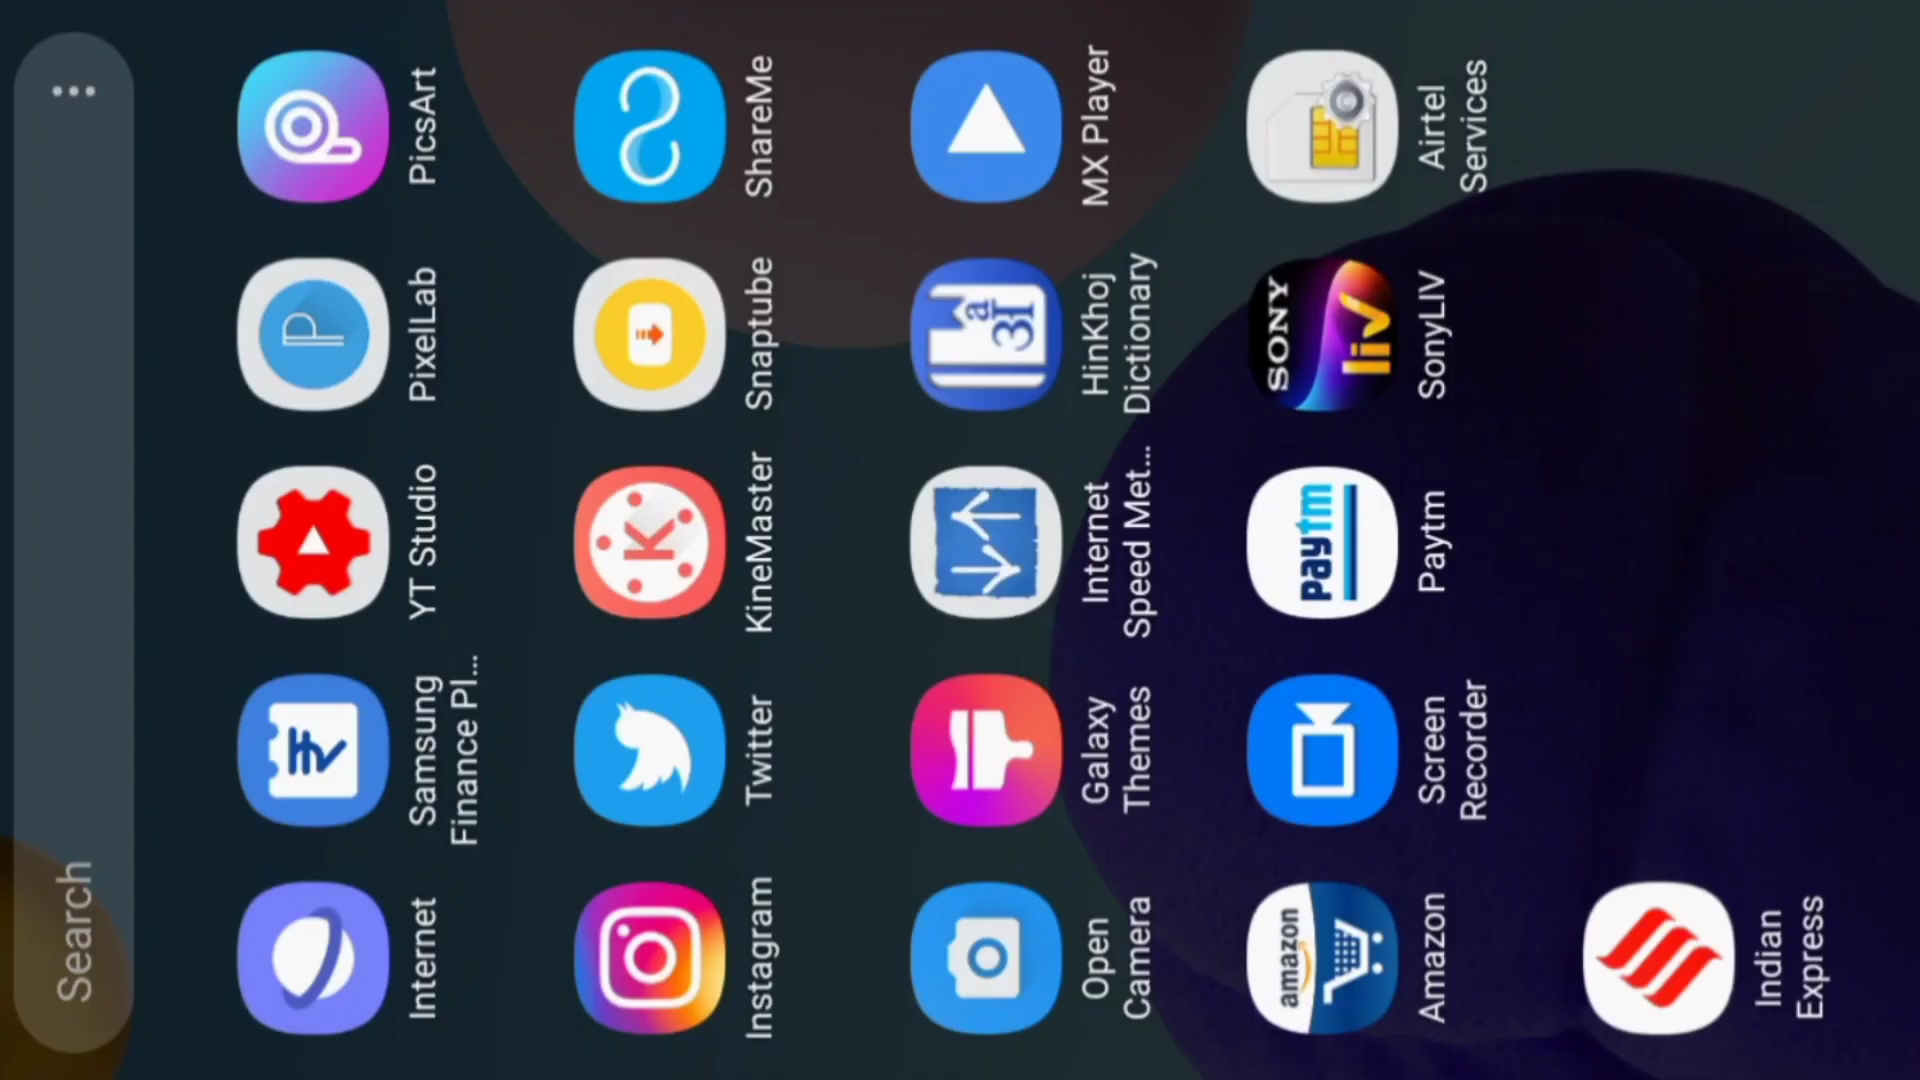 Search
Internet
Samsung
Finance Pl...
YT Studio
PixelLab
P
PicsArt
Instagram
Twitter
K
KineMaster
Snaptube
ShareMe
Open
Camera
Galaxy
Themes
Internet
Speed Met...
a
अ
HinKhoj
Dictionary
MX Player
amazon
Amazon
Screen
Recorder
paytm
Paytm
SONY
liv
SonyLIV
Airtel
Services
Indian
Express